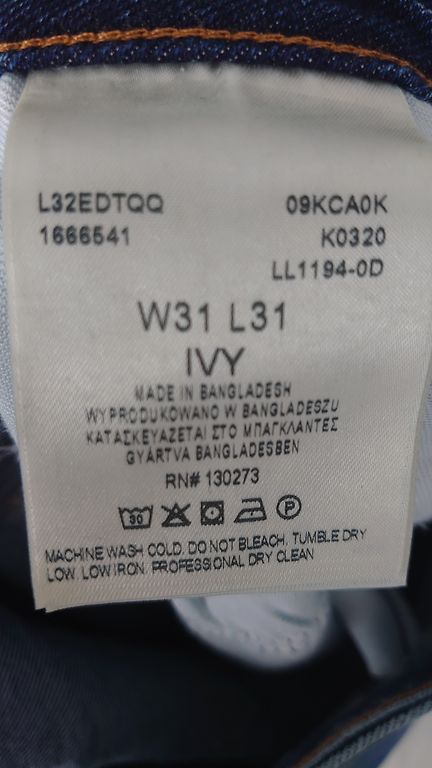 L32EDTQQ 09KCA0K
1666541 K0320
LL1194-0D
W31 L31
IVY
MADE IN BANGLADESH
WYPRODUKOWANO W BANGLADESZU
ΚΑΤΑΣΚΕΥΑΖΕΤΑΙ ΣΤΟ ΜΠΑΓΚΛΑΝΤΕΣ
GYÁRTVA BANGLADESBEN
RN# 130273
30 P
MACHINE WASH COLD. DO NOT BLEACH. TUMBLE DRY
LOW. LOW IRON. PROFESSIONAL DRY CLEAN